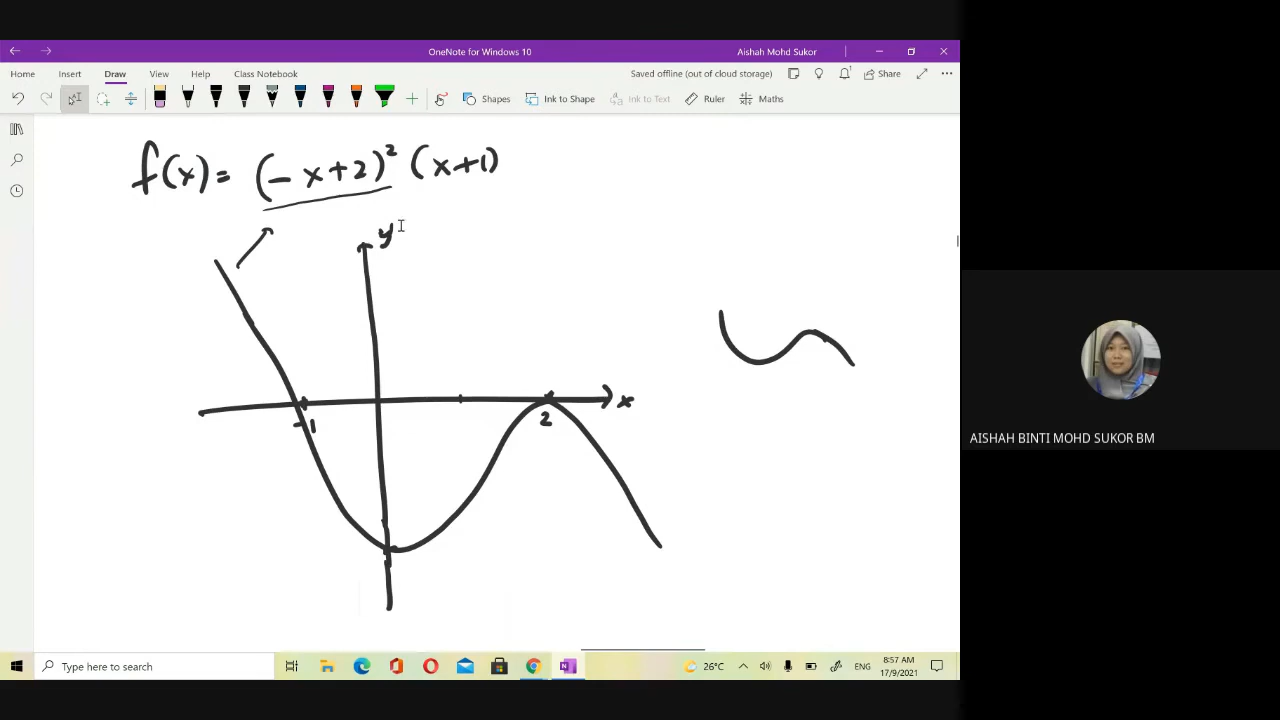 OneNote for Windows 10
Aishah Mohd Sukor
Home Insert Draw View Help Class Notebook
Saved offline (out of cloud storage)
Share
Shapes
Ink to Shape
Ink to Text
Ruler
Maths
f(x) = (-x+2)² (x+1)
y
x
-1
2
AISHAH BINTI MOHD SUKOR BM
Type here to search
26°C
ENG
8:57 AM
17/9/2021